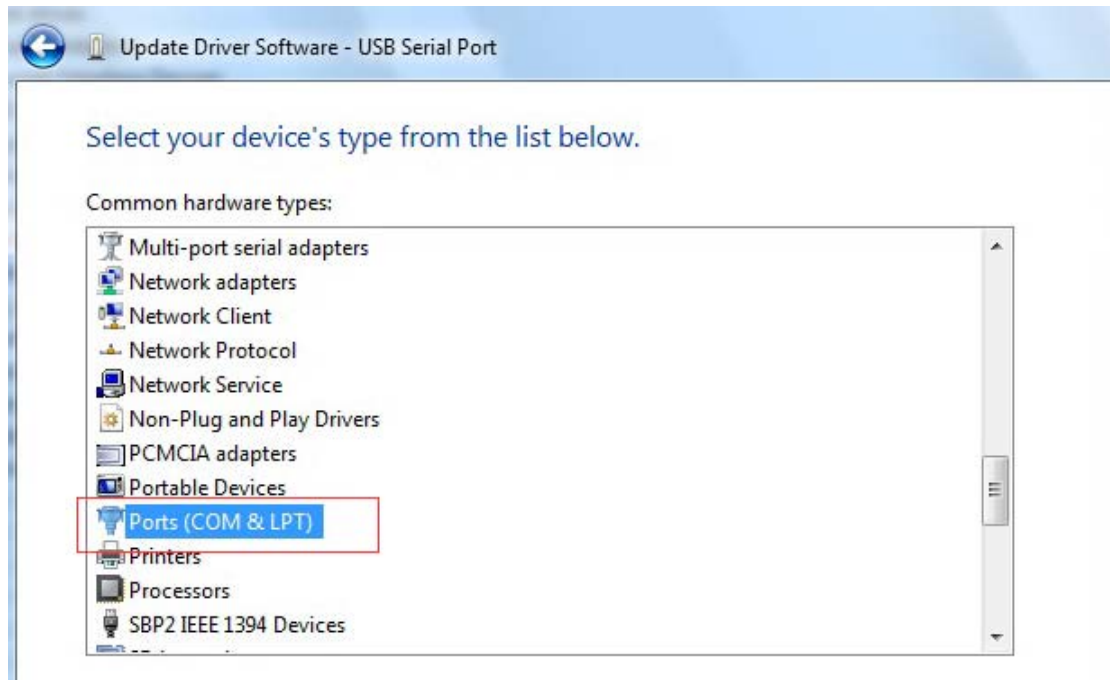 Update Driver Software - USB Serial Port
Select your device's type from the list below.
Common hardware types:
Multi-port serial adapters
Network adapters
Network Client
Network Protocol
Network Service
Non-Plug and Play Drivers
PCMCIA adapters
Portable Devices
Ports (COM & LPT)
Printers
Processors
SBP2 IEEE 1394 Devices